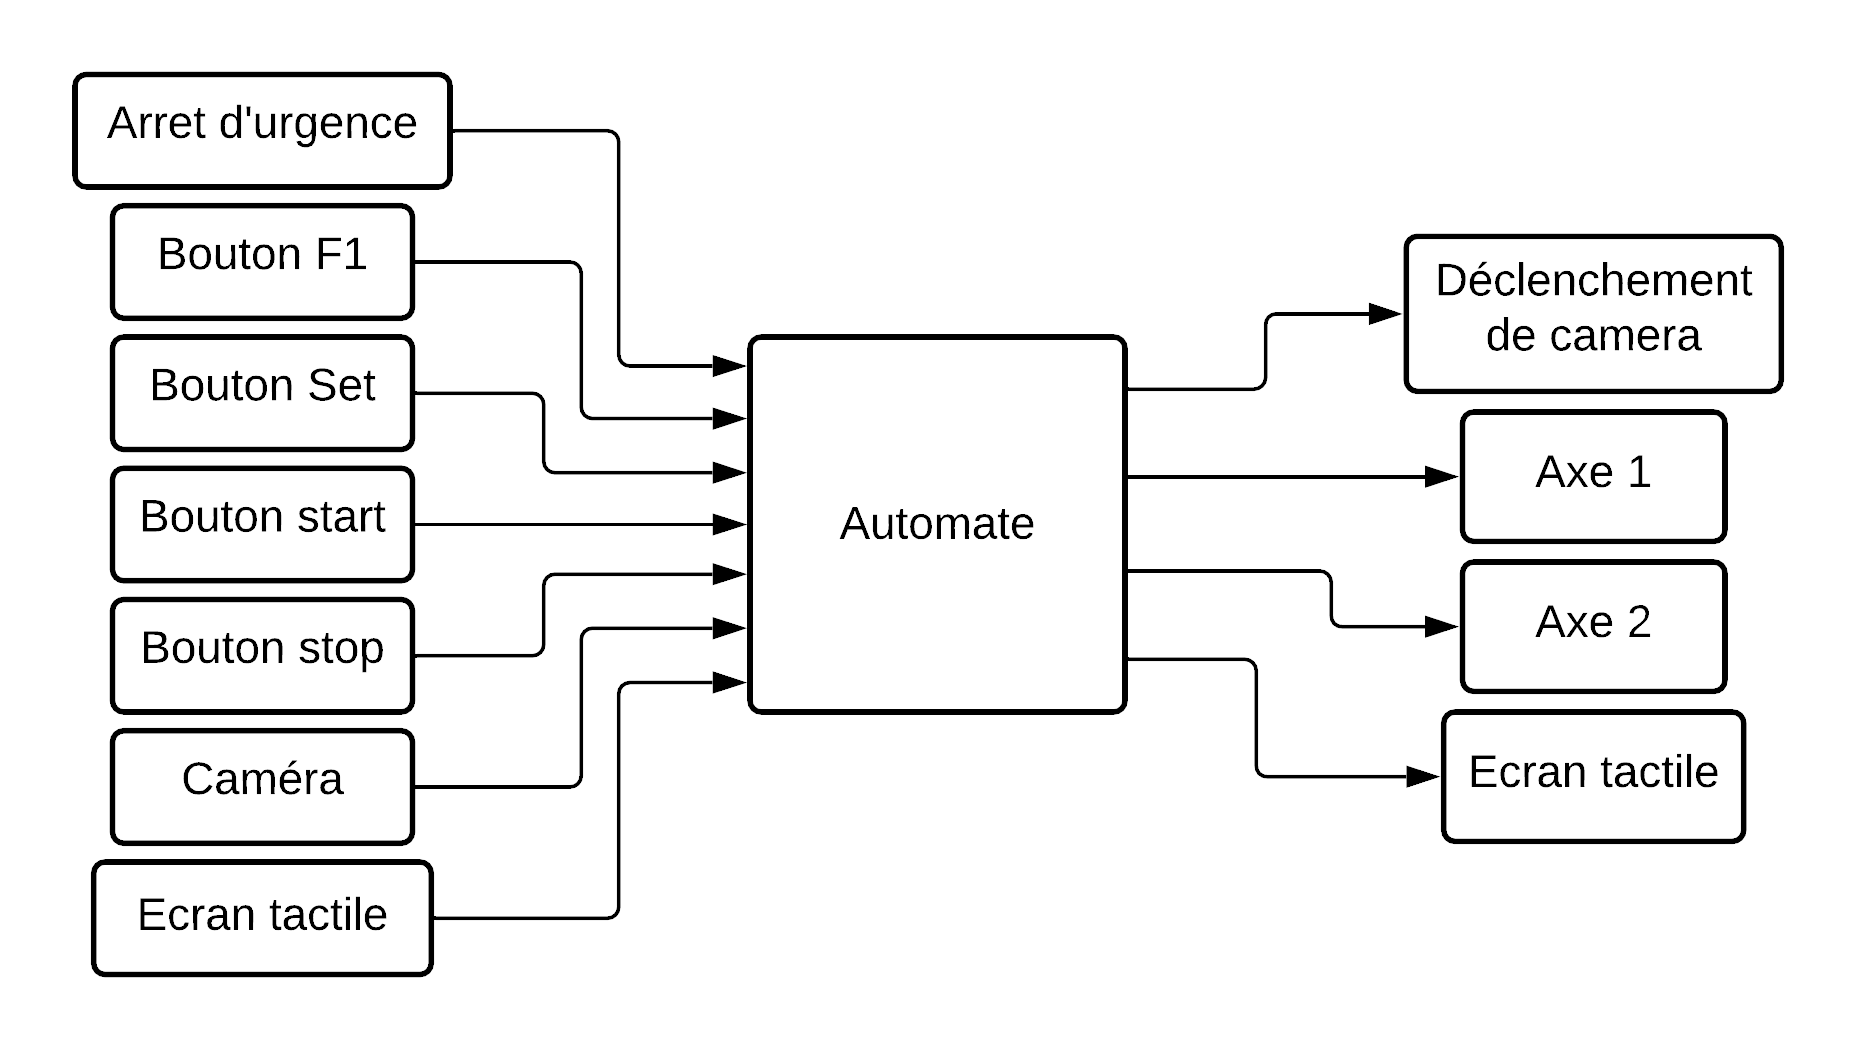 Arret d'urgence
Bouton F1
Bouton Set
Bouton start
Bouton stop
Caméra
Ecran tactile
Automate
Déclenchement
de camera
Axe 1
Axe 2
Ecran tactile